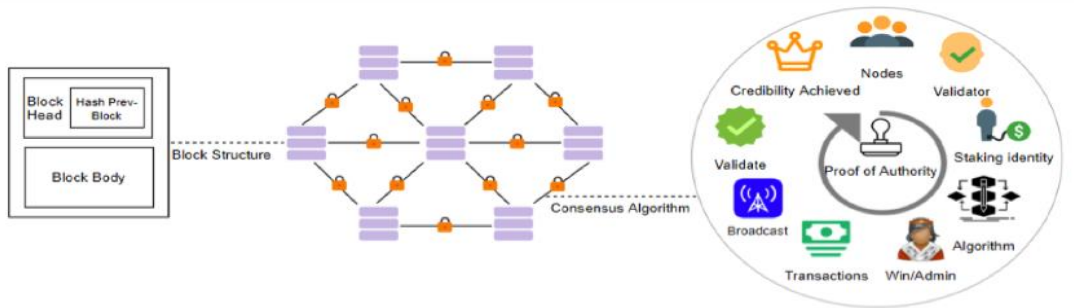 Block
Head
Hash Prev-
Block
Block Body
Block Structure
Consensus Algorithm
Nodes
Credibility Achieved
Validator
Validate
Proof of Authority
Staking identity
Broadcast
Algorithm
Transactions
Win/Admin